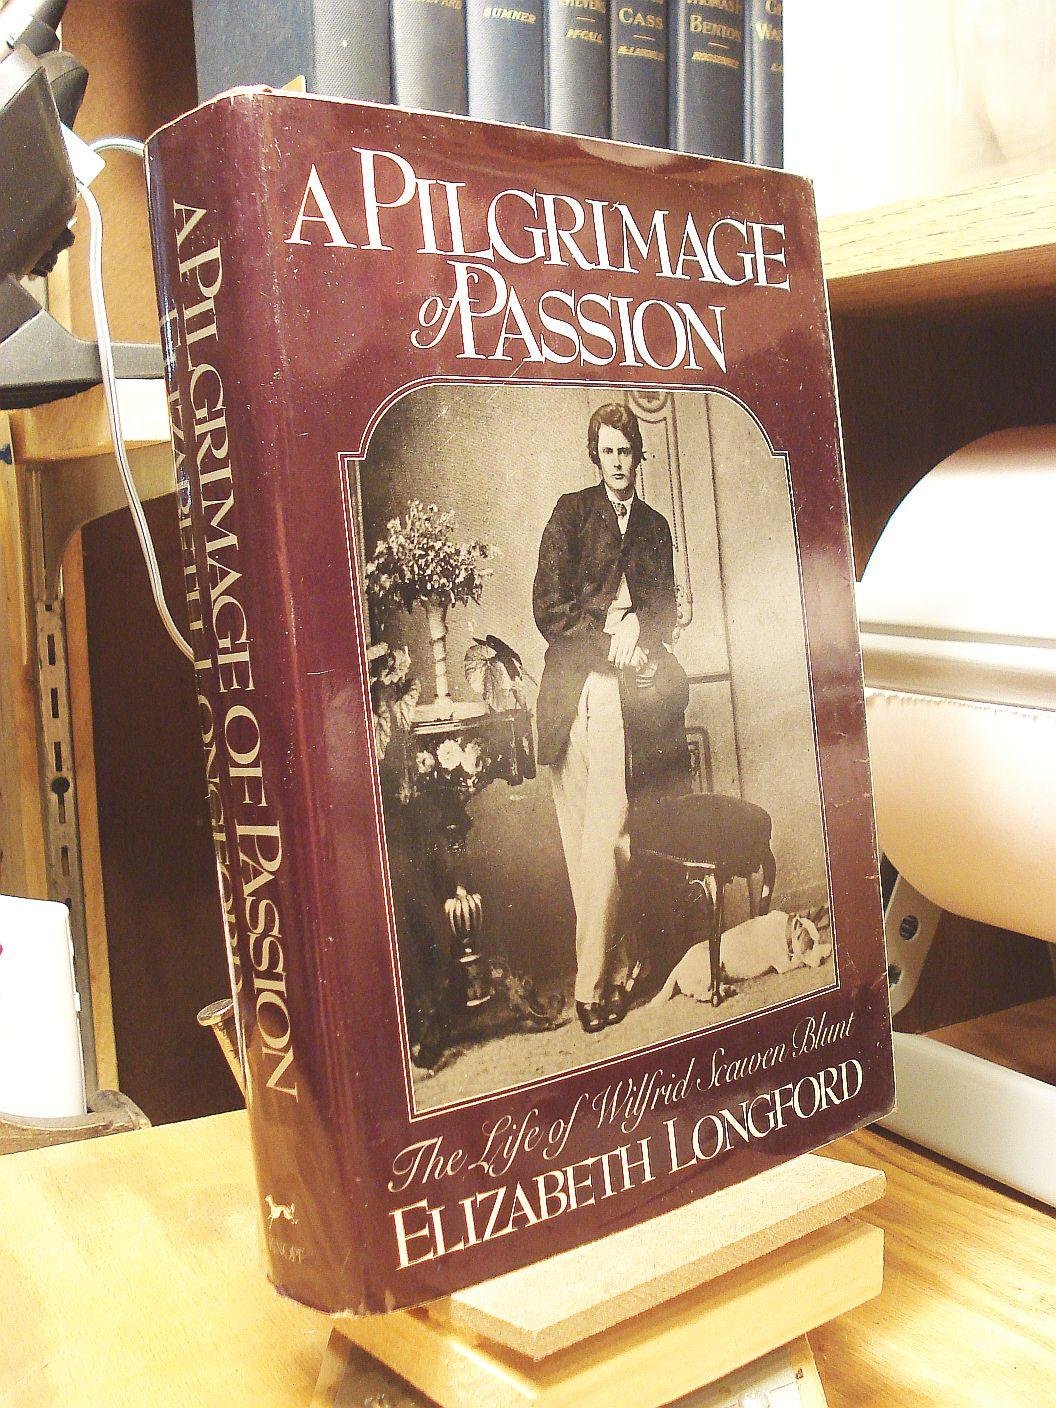 SUMNER
CASS
BENTON
A PILGRIMAGE
of PASSION
The Life of Wilfrid Scawen Blunt
ELIZABETH LONGFORD
A PILGRIMAGE OF PASSION
ELIZABETH LONGFORD
KNOPF